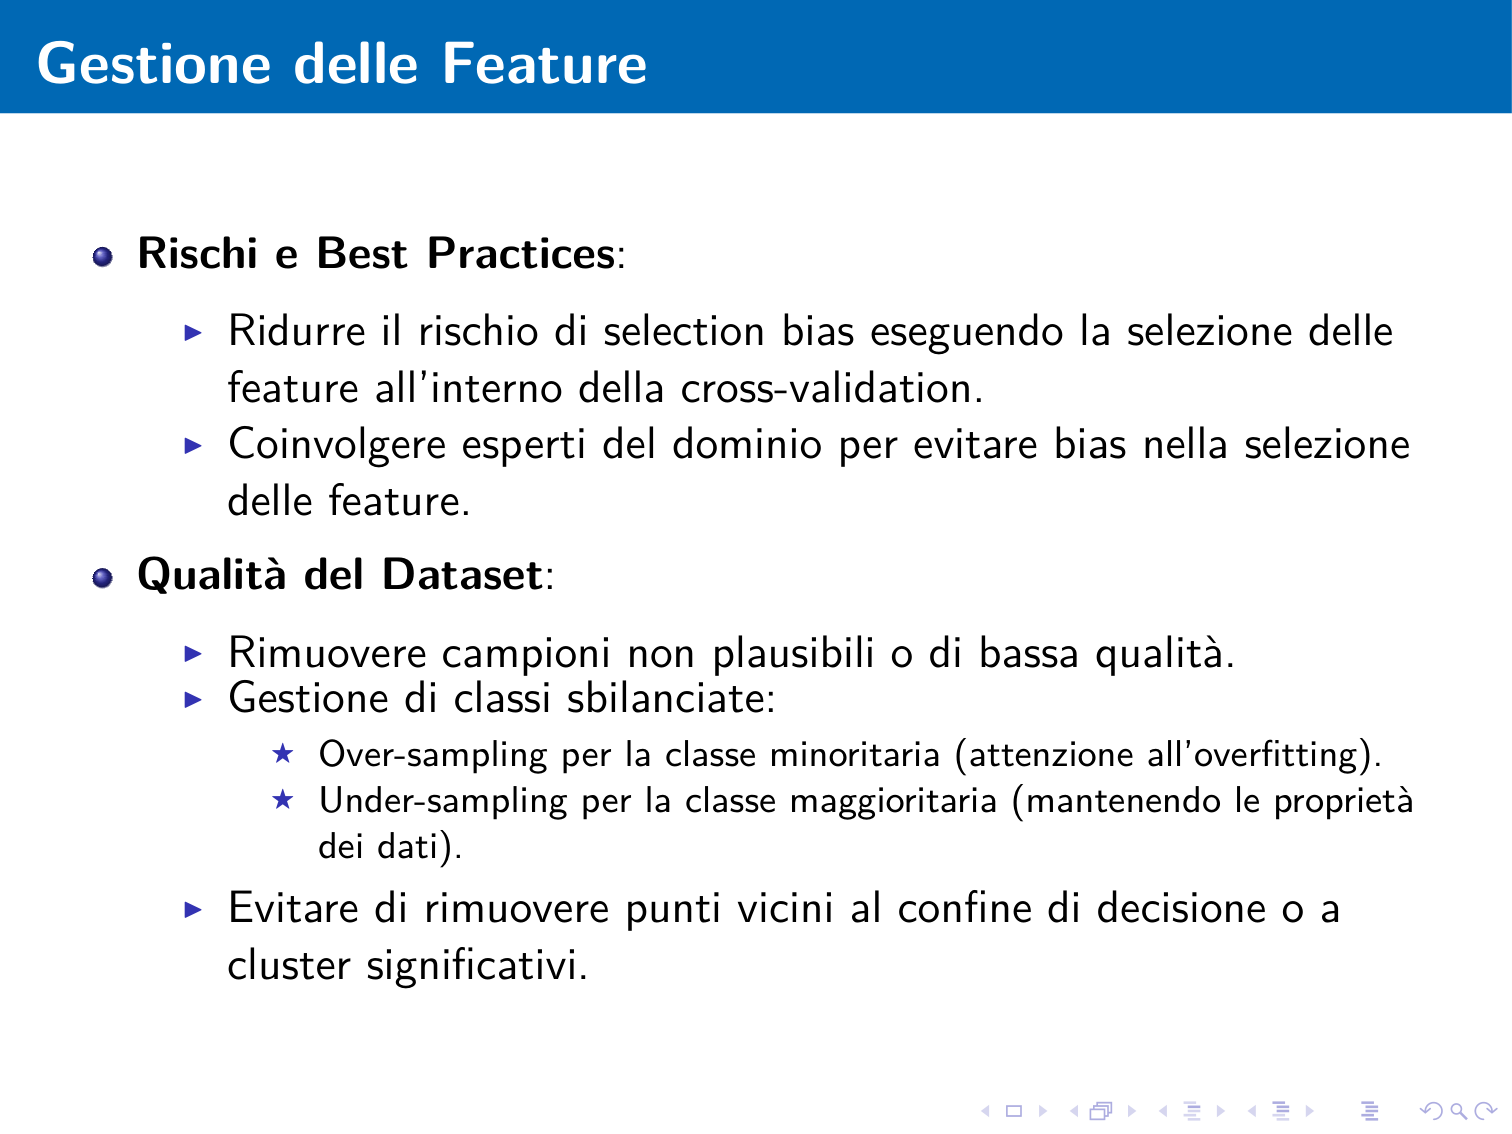 Gestione delle Feature
Rischi e Best Practices:
Ridurre il rischio di selection bias eseguendo la selezione delle
feature all'interno della cross-validation.
Coinvolgere esperti del dominio per evitare bias nella selezione
delle feature.
Qualità del Dataset:
Rimuovere campioni non plausibili o di bassa qualità.
Gestione di classi sbilanciate:
Over-sampling per la classe minoritaria (attenzione all'overfitting).
Under-sampling per la classe maggioritaria (mantenendo le proprietà
dei dati).
Evitare di rimuovere punti vicini al confine di decisione o a
cluster significativi.